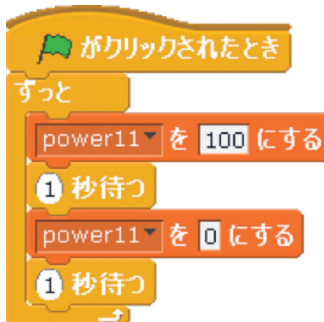 がクリックされたとき
ずっと
power11 を 100 にする
1 秒待つ
power11 を 0 にする
1 秒待つ